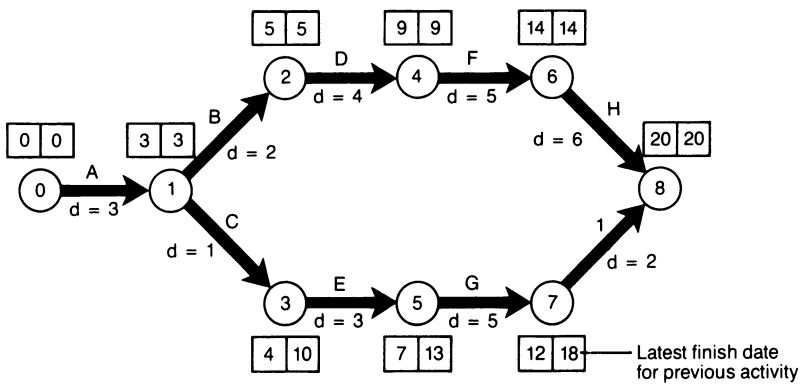 5 5
9 9
14 14
D
F
2
4
6
d = 4
d = 5
B
H
d = 2
d = 6
0 0
3 3
20 20
A
0
1
8
d = 3
C
1
d = 1
d = 2
E
G
3
5
7
d = 3
d = 5
4 10
7 13
12 18
Latest finish date
for previous activity